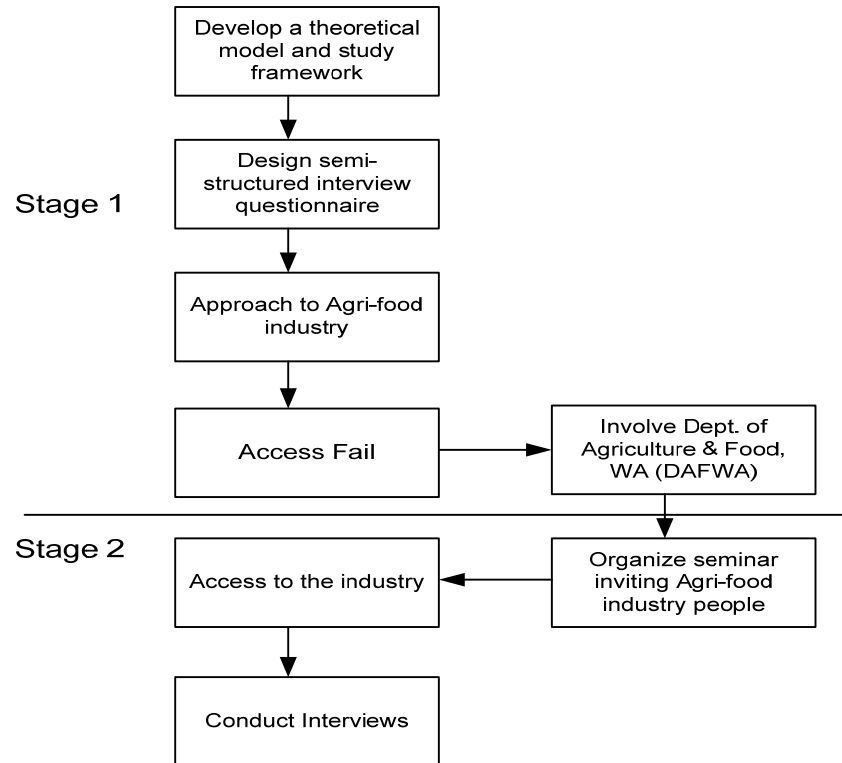 Develop a theoretical
model and study
framework
Stage 1
Design semi-
structured interview
questionnaire
Approach to Agri-food
industry
Access Fail
Involve Dept. of
Agriculture & Food,
WA (DAFWA)
Stage 2
Organize seminar
inviting Agri-food
industry people
Access to the industry
Conduct Interviews